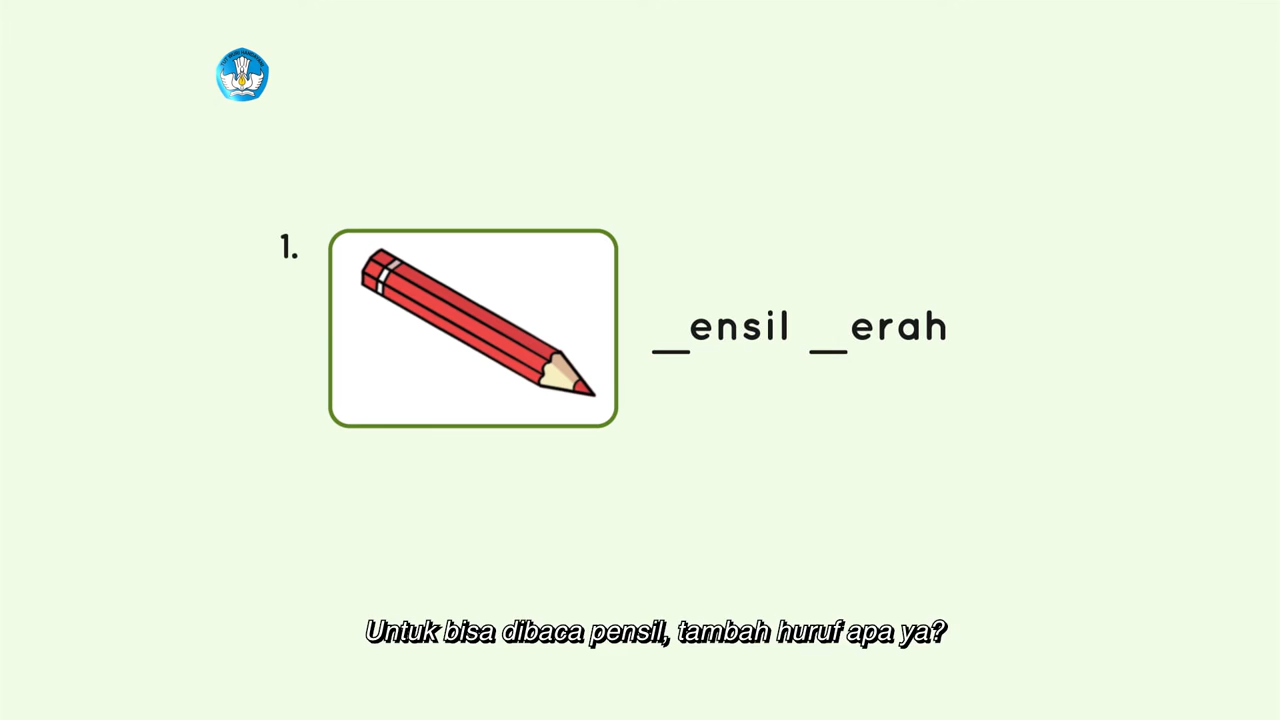 1.
__ensil __erah
Untuk bisa dibaca pensil, tambah huruf apa ya?